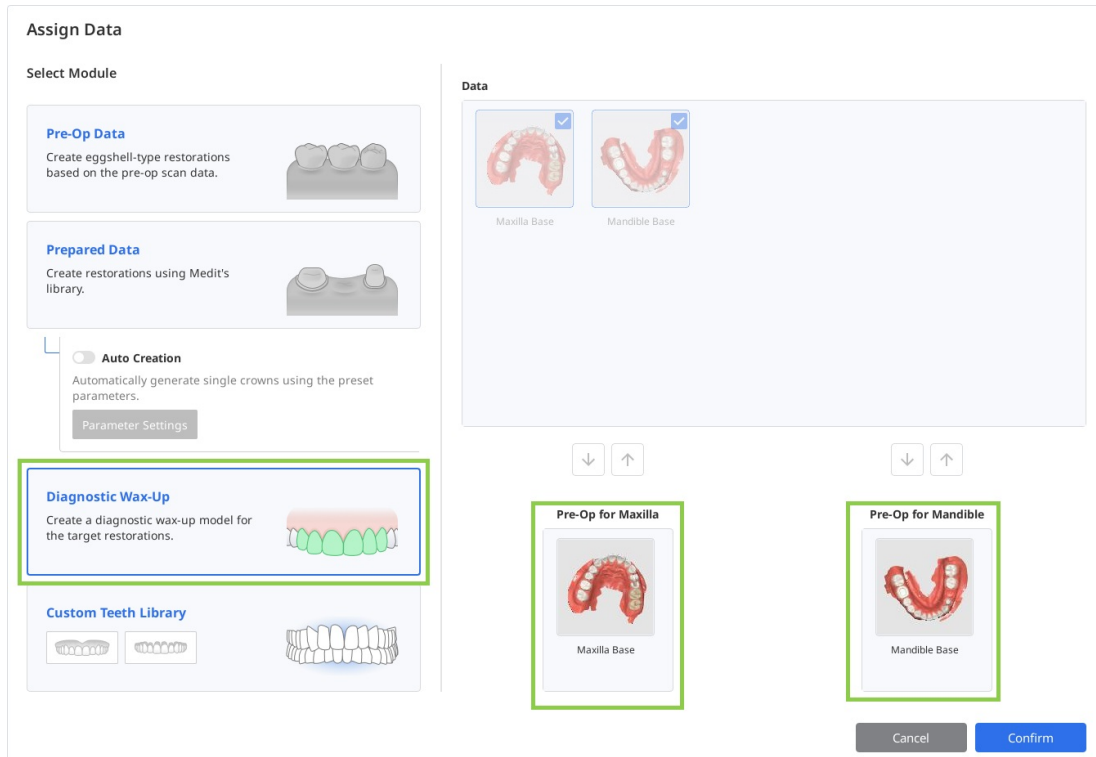 Assign Data
Select Module
Pre-Op Data
Create eggshell-type restorations
based on the pre-op scan data.
Prepared Data
Create restorations using Medit's
library.
Auto Creation
Automatically generate single crowns using the preset
parameters.
Parameter Settings
Diagnostic Wax-Up
Create a diagnostic wax-up model for
the target restorations.
Custom Teeth Library
Data
Maxilla Base
Mandible Base
Pre-Op for Maxilla
Maxilla Base
Pre-Op for Mandible
Mandible Base
Cancel
Confirm